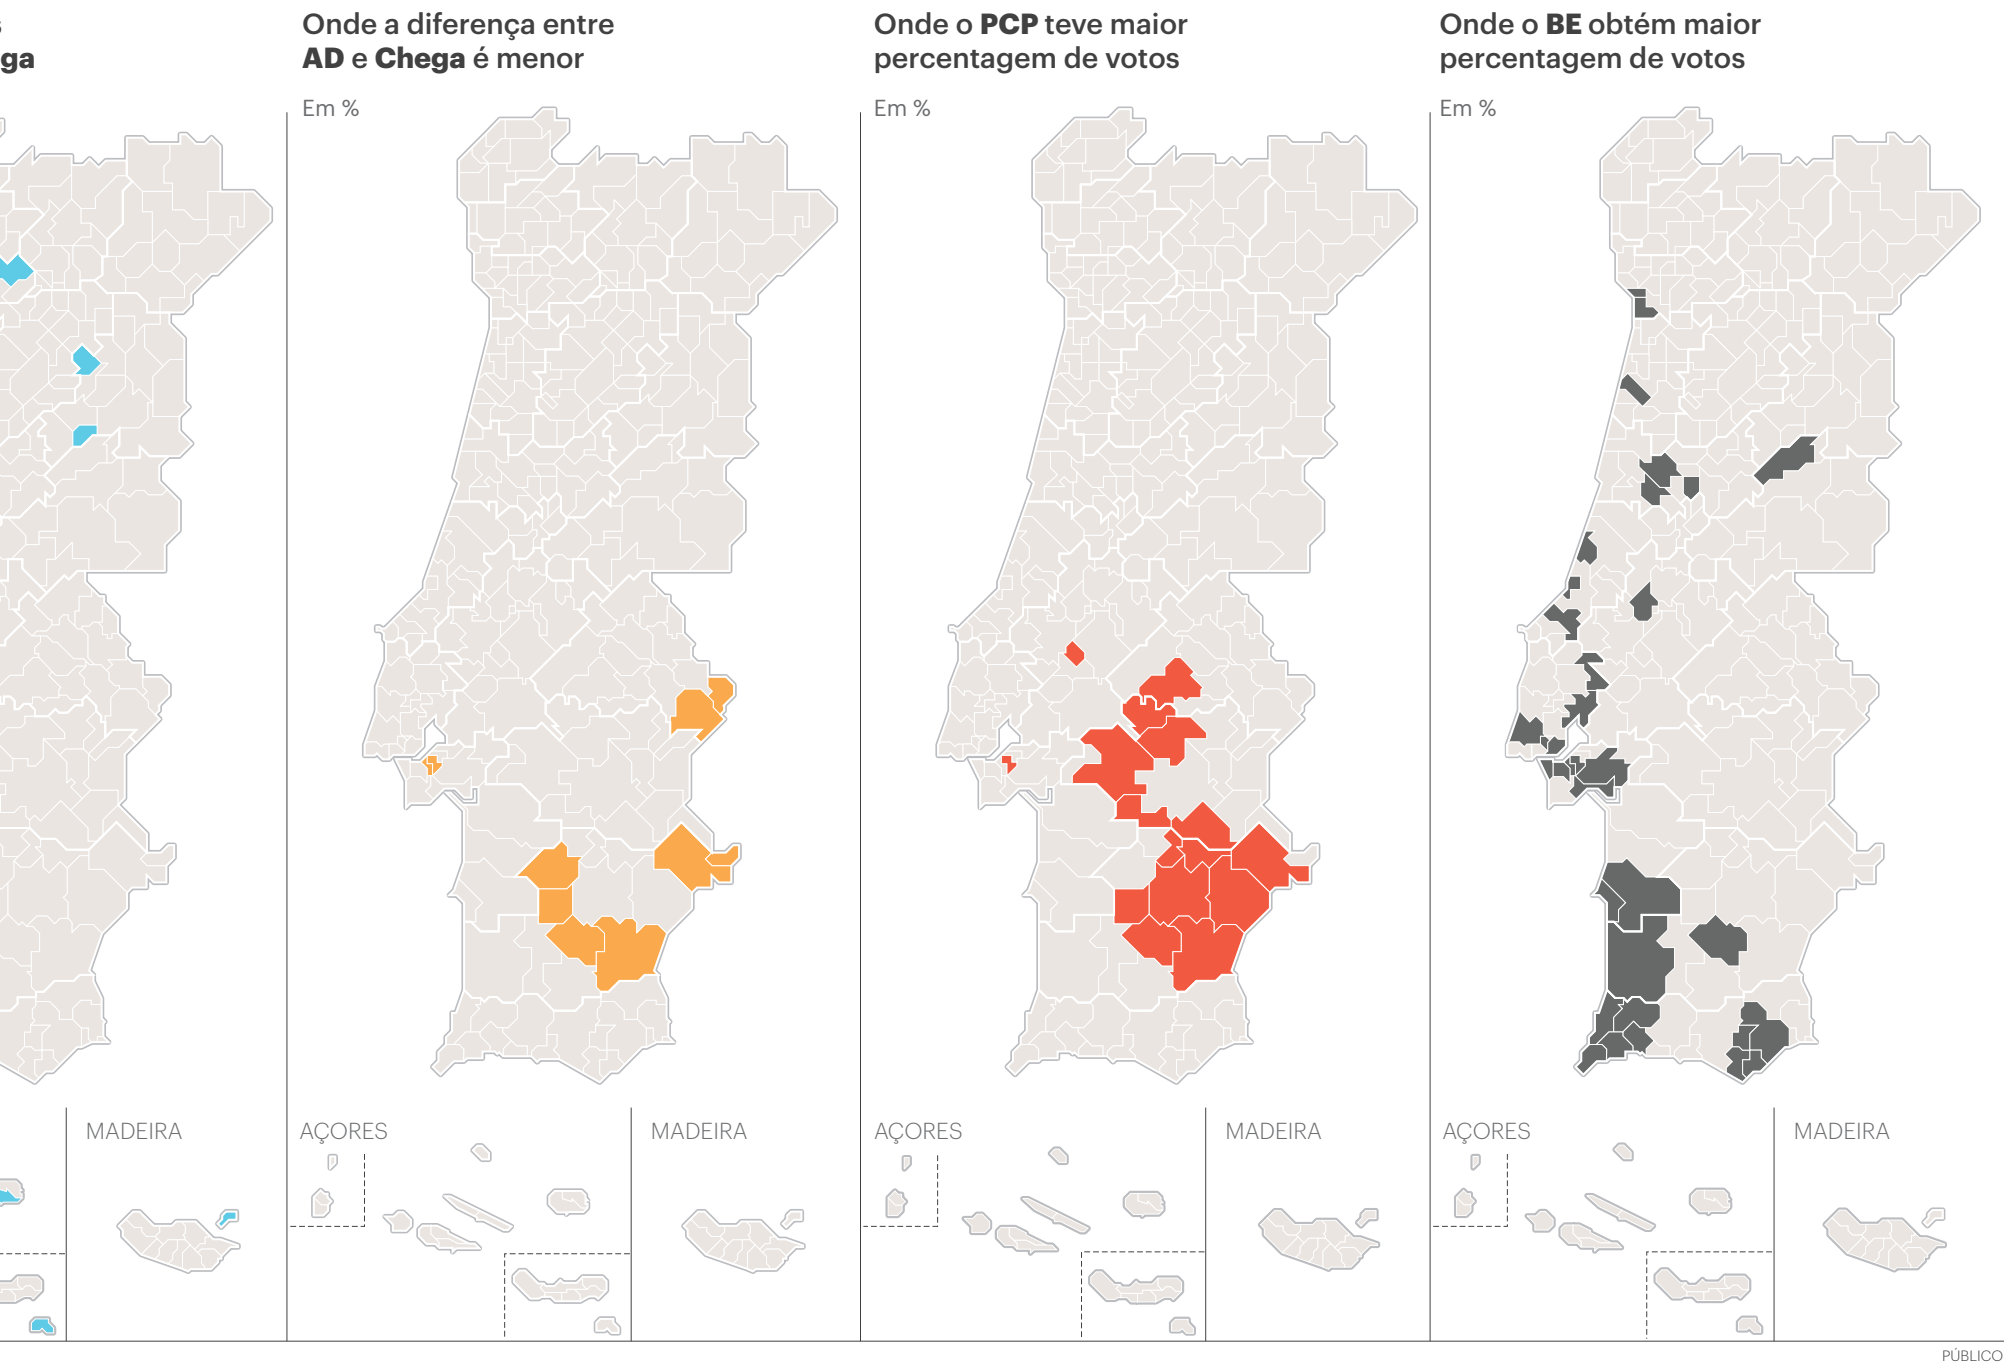 s
ga
MADEIRA
Onde a diferença entre
AD e Chega é menor
Em %
AÇORES
MADEIRA
Onde o PCP teve maior
percentagem de votos
Em %
AÇORES
MADEIRA
Onde o BE obtém maior
percentagem de votos
Em %
AÇORES
MADEIRA
PÚBLICO